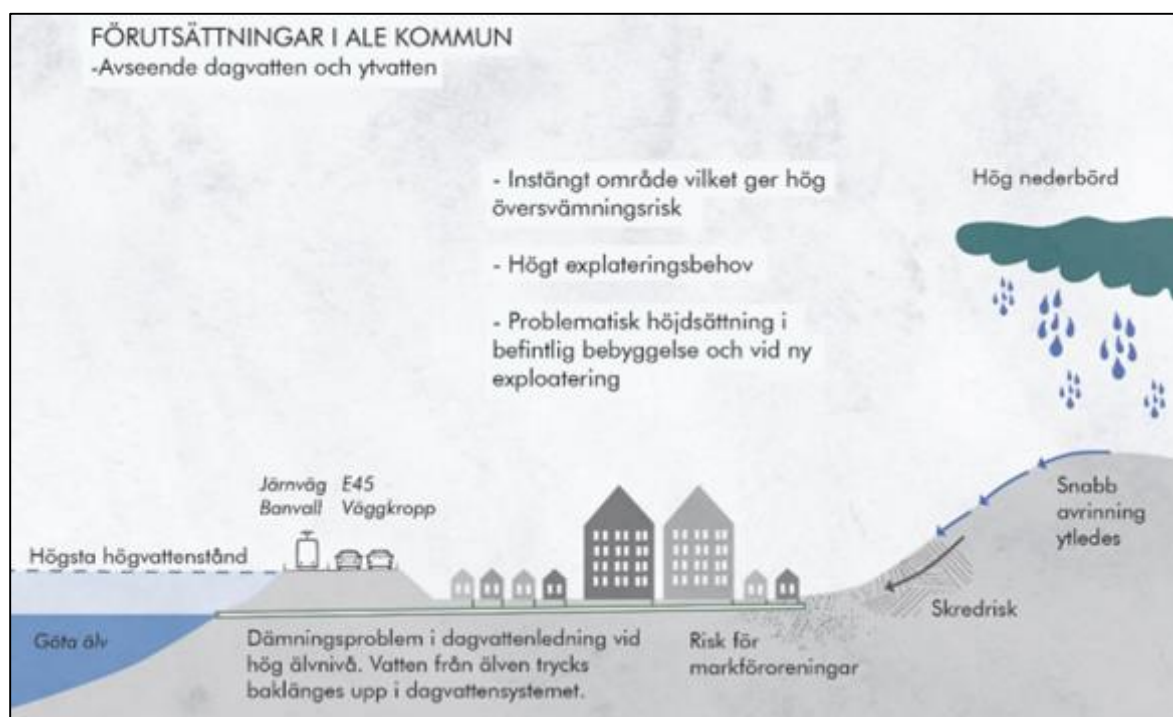 FÖRUTSÄTTNINGAR I ALE KOMMUN
-Avseende dagvatten och ytvatten
- Instängt område vilket ger hög
översvämningsrisk
- Högt explateringsbehov
- Problematisk höjdsättning i
befintlig bebyggelse och vid ny
exploatering
Hög nederbörd
Järnväg E45
Banvall Väggkropp
Högsta högvattenstånd
Snabb
avrinning
ytledes
Skredrisk
Göta älv
Dämningsproblem i dagvattenledning vid
hög älvnivå. Vatten från älven trycks
baklänges upp i dagvattensystemet.
Risk för
markföroreningar